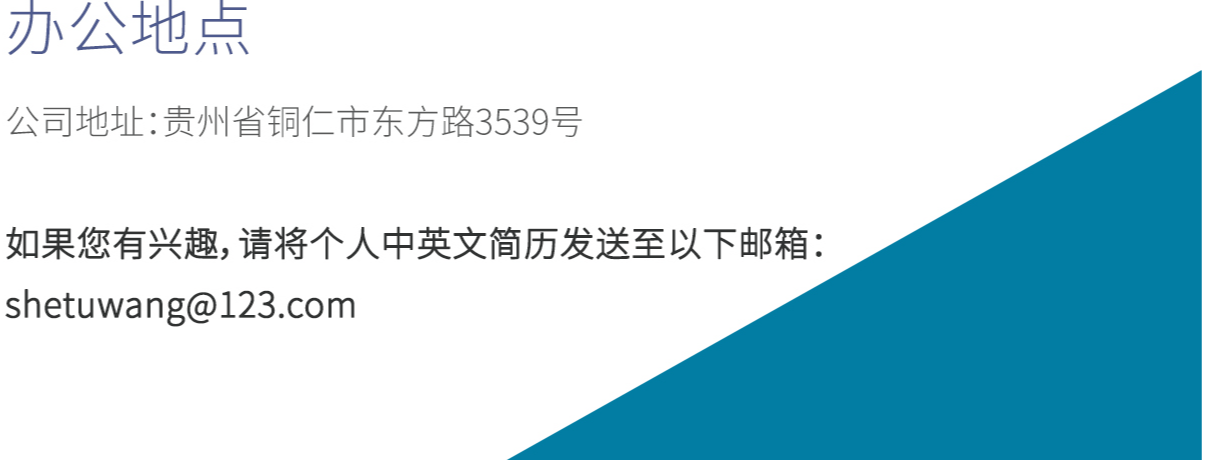 办公地点
公司地址：贵州省铜仁市东方路3539号
如果您有兴趣，请将个人中英文简历发送至以下邮箱：
shetuwang@123.com